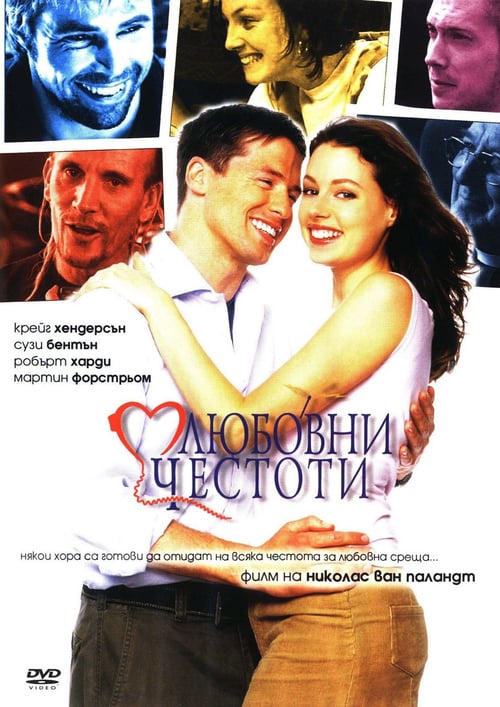 крейг хендерсън
сузи бентън
робърт харди
мартин форстрьом
ЛЮБОВНИ
ЧЕСТОТИ
някои хора са готови да отидат на всяка честота за любовна среща...
филм на николас ван паландт
DVD
VIDEO